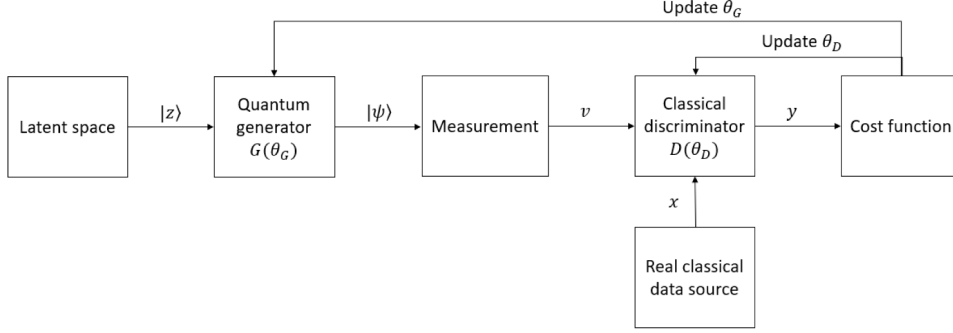 Update θ_G
Update θ_D
Latent space
|z⟩
Quantum
generator
G(θ_G)
|ψ⟩
Measurement
v
Classical
discriminator
D(θ_D)
y
Cost function
x
Real classical
data source